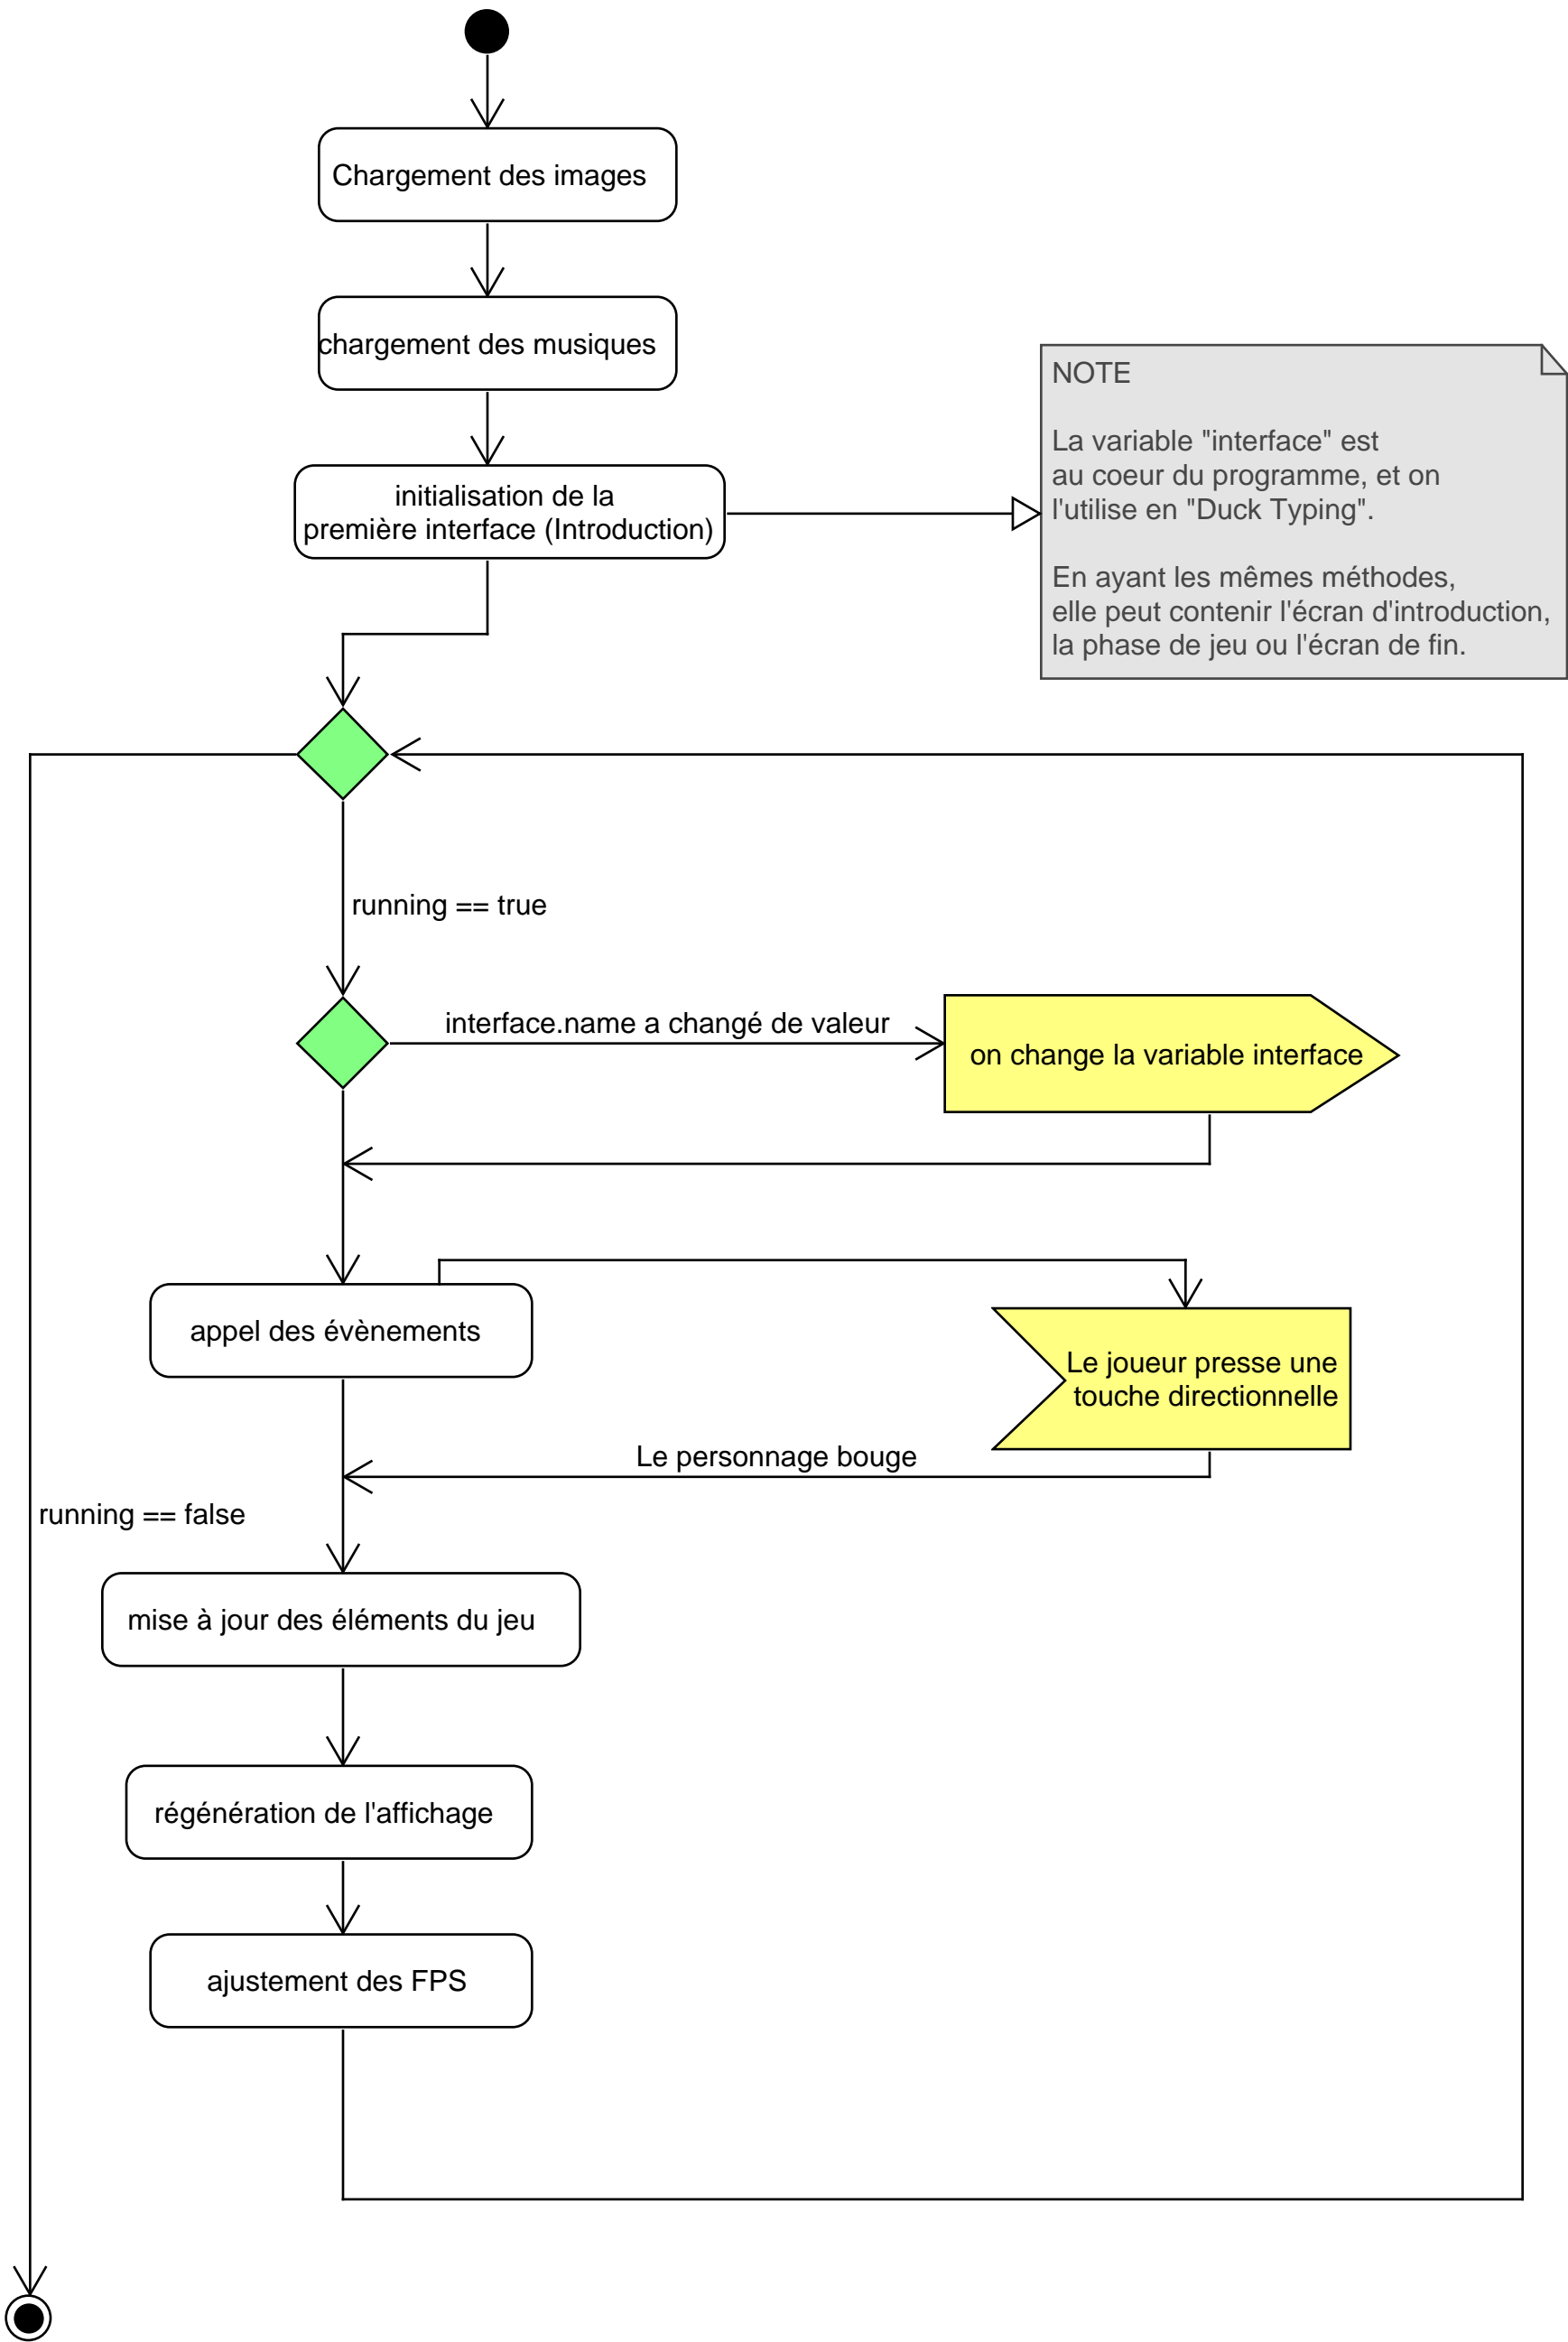 Chargement des images
chargement des musiques
initialisation de la
première interface (Introduction)
NOTE
La variable "interface" est
au coeur du programme, et on
l'utilise en "Duck Typing".
En ayant les mêmes méthodes,
elle peut contenir l'écran d'introduction,
la phase de jeu ou l'écran de fin.
running == true
interface.name a changé de valeur
on change la variable interface
appel des évènements
Le joueur presse une
touche directionnelle
Le personnage bouge
running == false
mise à jour des éléments du jeu
régénération de l'affichage
ajustement des FPS